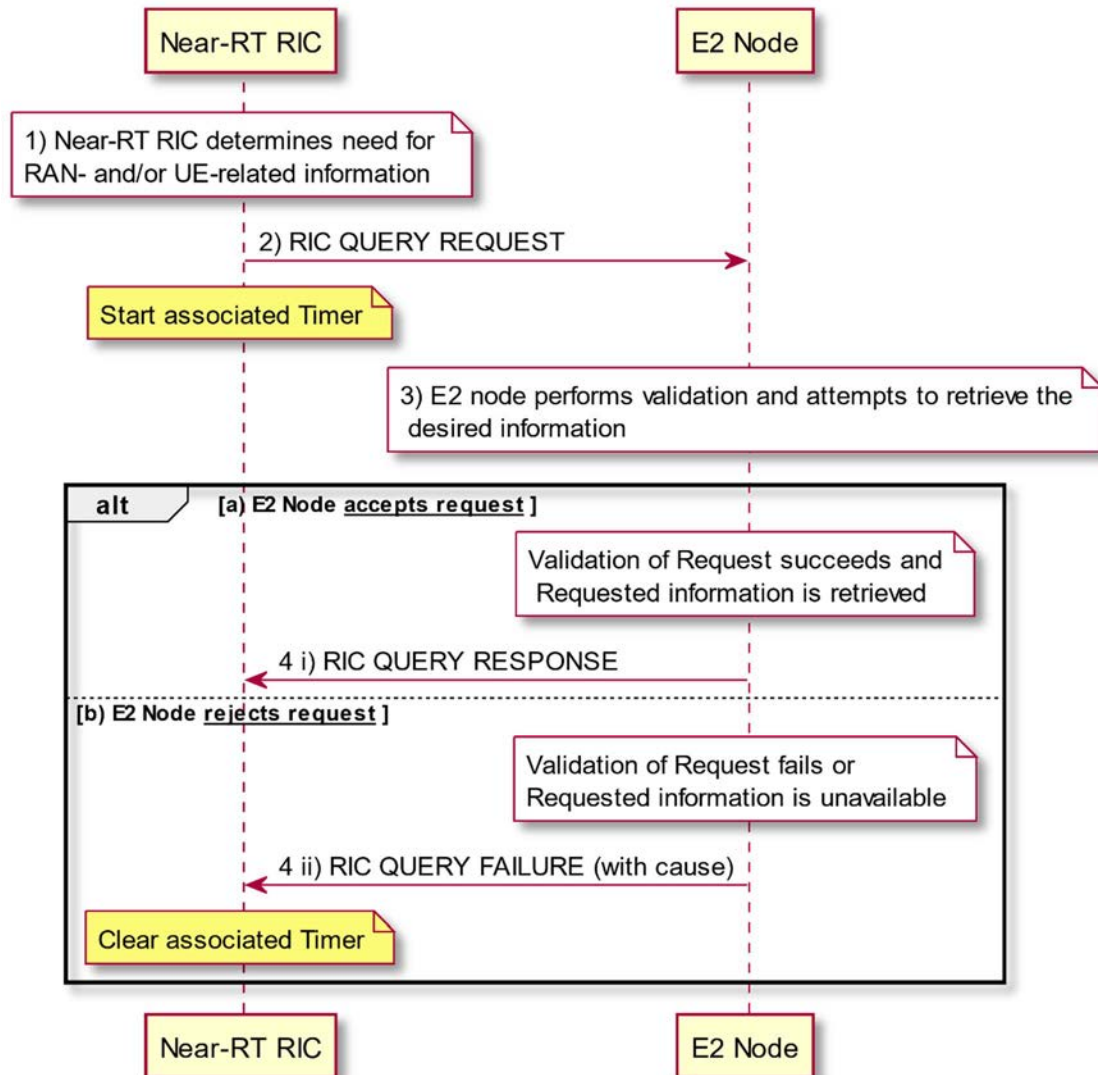 Near-RT RIC
E2 Node
1) Near-RT RIC determines need for
RAN- and/or UE-related information
2) RIC QUERY REQUEST
Start associated Timer
3) E2 node performs validation and attempts to retrieve the
desired information
alt
[a) E2 Node accepts request ]
Validation of Request succeeds and
Requested information is retrieved
4 i) RIC QUERY RESPONSE
[b) E2 Node rejects request ]
Validation of Request fails or
Requested information is unavailable
4 ii) RIC QUERY FAILURE (with cause)
Clear associated Timer
Near-RT RIC
E2 Node